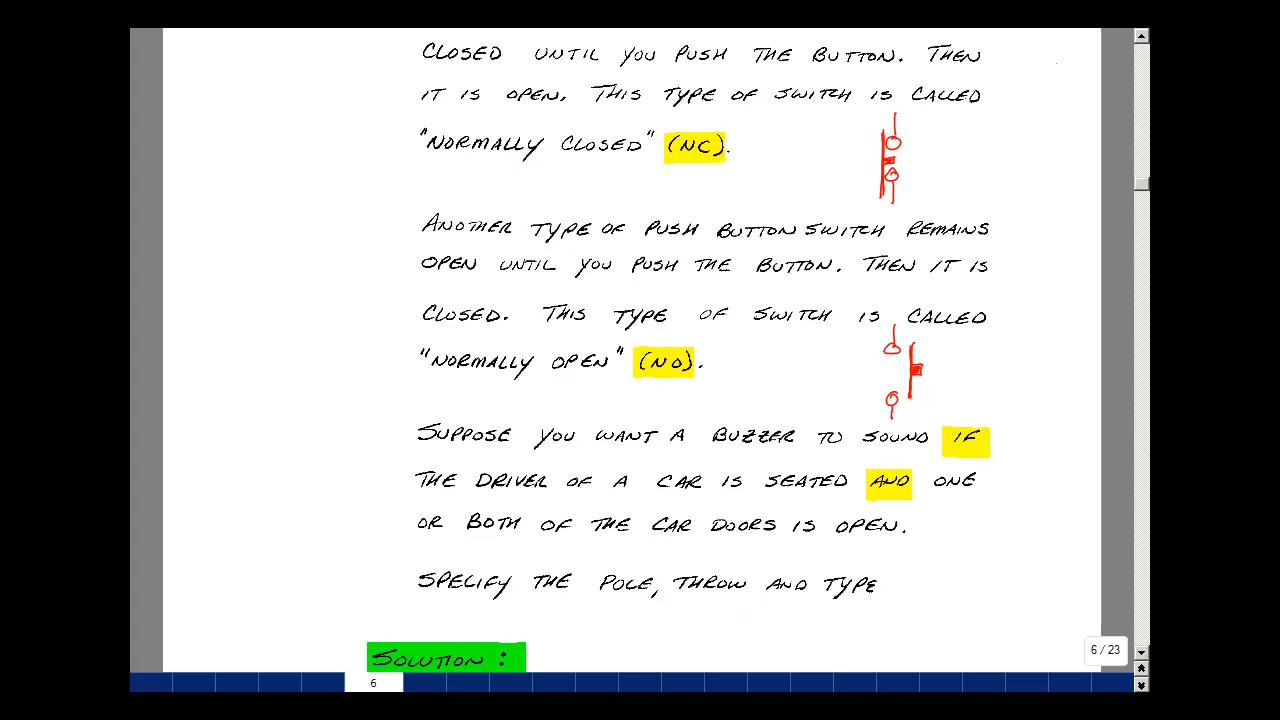 CLOSED UNTIL YOU PUSH THE BUTTON. THEN
IT IS OPEN. THIS TYPE OF SWITCH IS CALLED
"NORMALLY CLOSED" (NC).
ANOTHER TYPE OF PUSH BUTTON SWITCH REMAINS
OPEN UNTIL YOU PUSH THE BUTTON. THEN IT IS
CLOSED. THIS TYPE OF SWITCH IS CALLED
"NORMALLY OPEN" (NO).
SUPPOSE YOU WANT A BUZZER TO SOUND IF
THE DRIVER OF A CAR IS SEATED AND ONE
OR BOTH OF THE CAR DOORS IS OPEN.
SPECIFY THE POLE, THROW AND TYPE
SOLUTION :
6 / 23
6